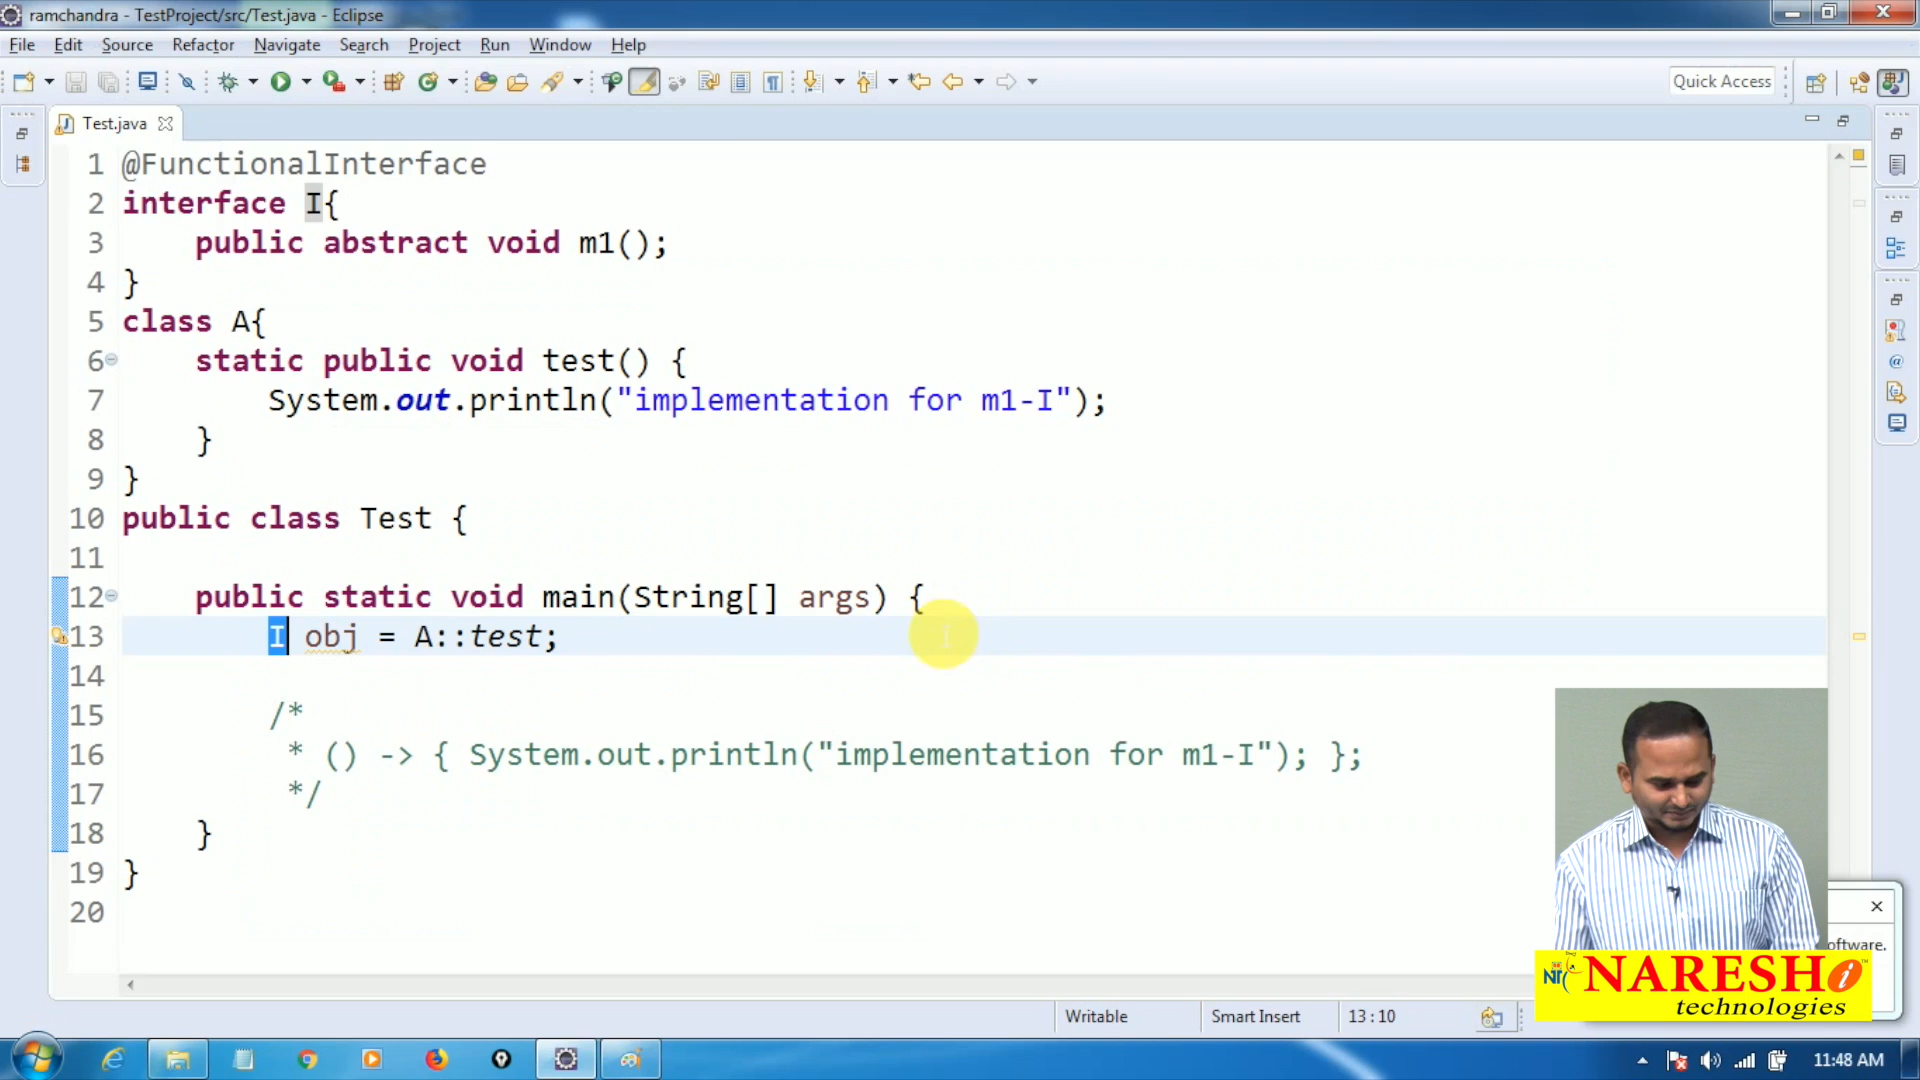 ramchandra - TestProject/src/Test.java - Eclipse
File Edit Source Refactor Navigate Search Project Run Window Help
Quick Access
Test.java
1 @FunctionalInterface
2 interface I{
3 public abstract void m1();
4 }
5 class A{
6 static public void test() {
7 System.out.println("implementation for m1-I");
8 }
9 }
10 public class Test {
11
12 public static void main(String[] args) {
13 I obj = A::test;
14
15 /*
16 * () -> { System.out.println("implementation for m1-I"); };
17 */
18 }
19 }
20
oftware.
NARESH i
technologies
Writable Smart Insert 13 : 10
11:48 AM